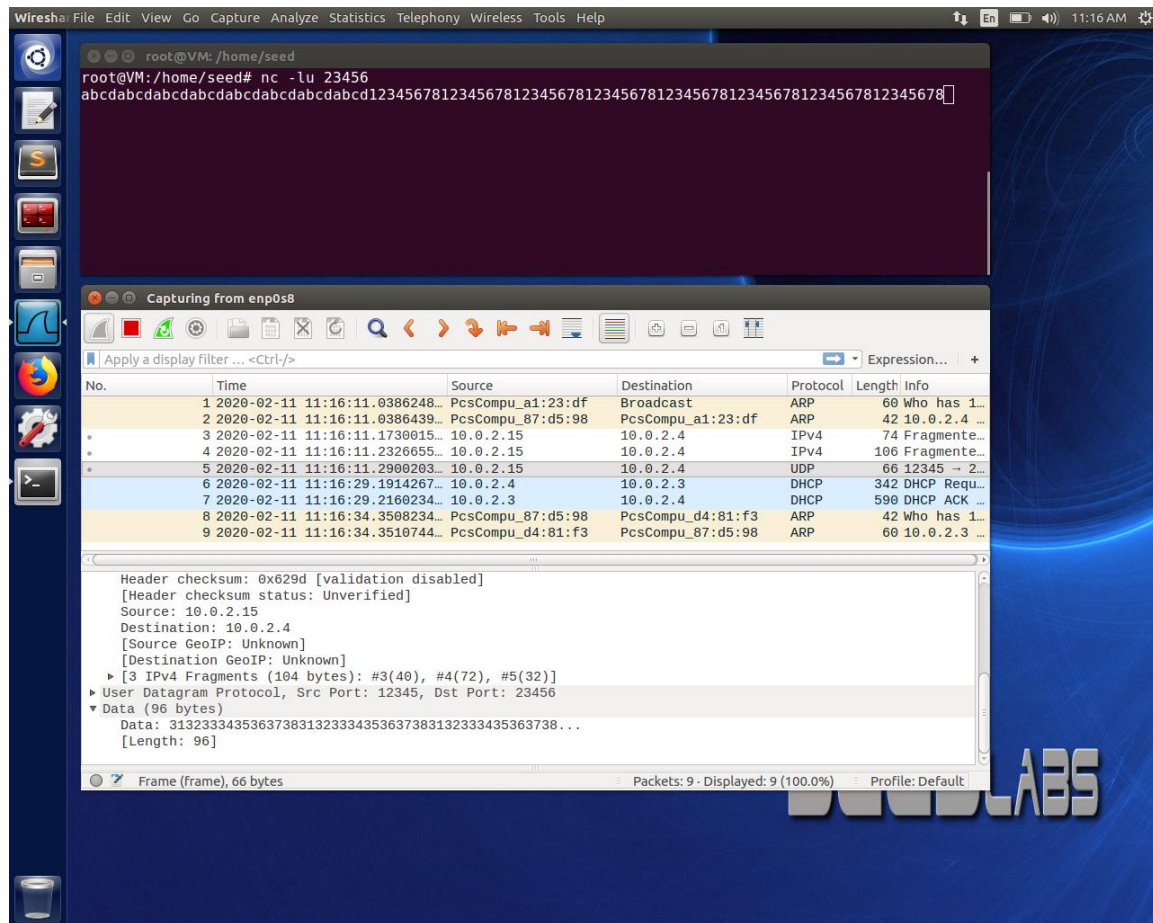 Wireshar File Edit View Go Capture Analyze Statistics Telephony Wireless Tools Help En 11:16 AM
root@VM: /home/seed
root@VM:/home/seed# nc -lu 23456
abcdabcdabcdabcdabcdabcdabcdabcd1234567812345678123456781234567812345678123456781234567812345678
Capturing from enp0s8
Apply a display filter ... <Ctrl-/> Expression... +
No. Time Source Destination Protocol Length Info
1 2020-02-11 11:16:11.0386248… PcsCompu_a1:23:df Broadcast ARP 60 Who has 1…
2 2020-02-11 11:16:11.0386439… PcsCompu_87:d5:98 PcsCompu_a1:23:df ARP 42 10.0.2.4 …
3 2020-02-11 11:16:11.1730015… 10.0.2.15 10.0.2.4 IPv4 74 Fragmente…
4 2020-02-11 11:16:11.2326655… 10.0.2.15 10.0.2.4 IPv4 106 Fragmente…
5 2020-02-11 11:16:11.2900203… 10.0.2.15 10.0.2.4 UDP 66 12345 → 2…
6 2020-02-11 11:16:29.1914267… 10.0.2.4 10.0.2.3 DHCP 342 DHCP Requ…
7 2020-02-11 11:16:29.2160234… 10.0.2.3 10.0.2.4 DHCP 590 DHCP ACK …
8 2020-02-11 11:16:34.3508234… PcsCompu_87:d5:98 PcsCompu_d4:81:f3 ARP 42 Who has 1…
9 2020-02-11 11:16:34.3510744… PcsCompu_d4:81:f3 PcsCompu_87:d5:98 ARP 60 10.0.2.3 …
Header checksum: 0x629d [validation disabled]
[Header checksum status: Unverified]
Source: 10.0.2.15
Destination: 10.0.2.4
[Source GeoIP: Unknown]
[Destination GeoIP: Unknown]
[3 IPv4 Fragments (104 bytes): #3(40), #4(72), #5(32)]
User Datagram Protocol, Src Port: 12345, Dst Port: 23456
Data (96 bytes)
Data: 313233343536373831323334353637383132333435363738...
[Length: 96]
Frame (frame), 66 bytes Packets: 9 · Displayed: 9 (100.0%) Profile: Default
LABS